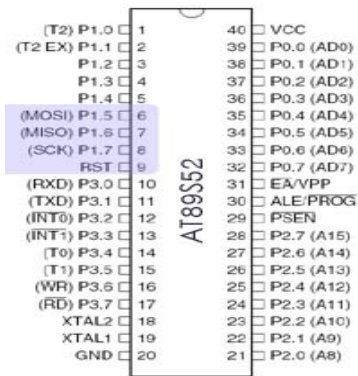 (T2) P1.0 1 40 VCC
(T2 EX) P1.1 2 39 P0.0 (AD0)
P1.2 3 38 P0.1 (AD1)
P1.3 4 37 P0.2 (AD2)
P1.4 5 36 P0.3 (AD3)
(MOSI) P1.5 6 35 P0.4 (AD4)
(MISO) P1.6 7 34 P0.5 (AD5)
(SCK) P1.7 8 33 P0.6 (AD6)
RST 9 32 P0.7 (AD7)
(RXD) P3.0 10 31 EA/VPP
(TXD) P3.1 11 30 ALE/PROG
(INT0) P3.2 12 29 PSEN
(INT1) P3.3 13 28 P2.7 (A15)
(T0) P3.4 14 27 P2.6 (A14)
(T1) P3.5 15 26 P2.5 (A13)
(WR) P3.6 16 25 P2.4 (A12)
(RD) P3.7 17 24 P2.3 (A11)
XTAL2 18 23 P2.2 (A10)
XTAL1 19 22 P2.1 (A9)
GND 20 21 P2.0 (A8)
AT89S52